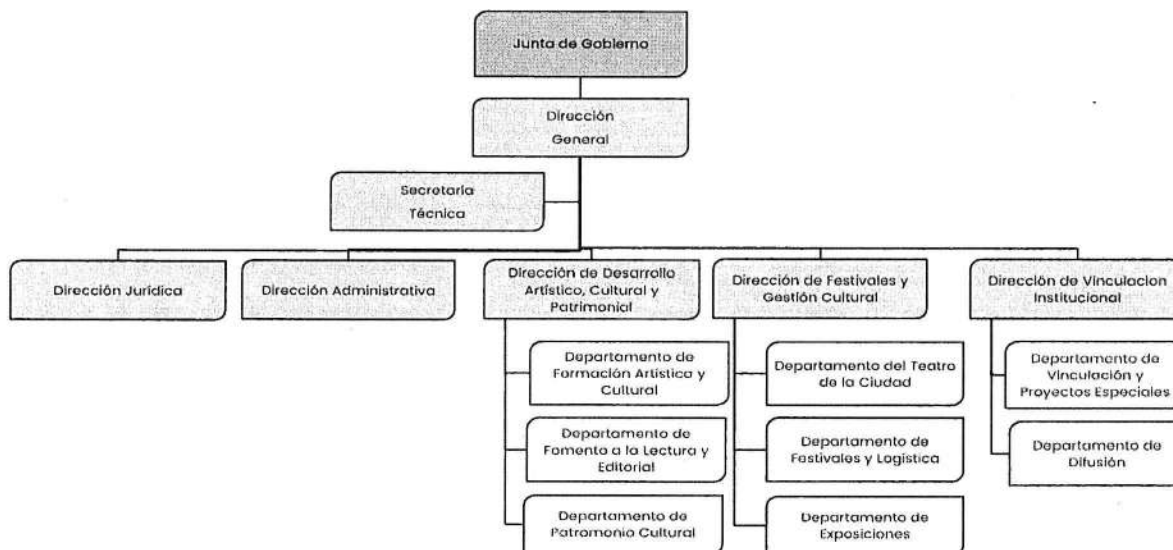 Junta de Gobierno
Dirección
General
Secretaría
Técnica
Dirección Jurídica
Dirección Administrativa
Dirección de Desarrollo
Artístico, Cultural y
Patrimonial
Dirección de Festivales y
Gestión Cultural
Dirección de Vinculacion
Institucional
Departamento de
Formación Artística y
Cultural
Departamento del Teatro
de la Ciudad
Departamento de
Vinculación y
Proyectos Especiales
Departamento de
Fomento a la Lectura y
Editorial
Departamento de
Festivales y Logística
Departamento de
Difusión
Departamento de
Patromonio Cultural
Departamento de
Exposiciones